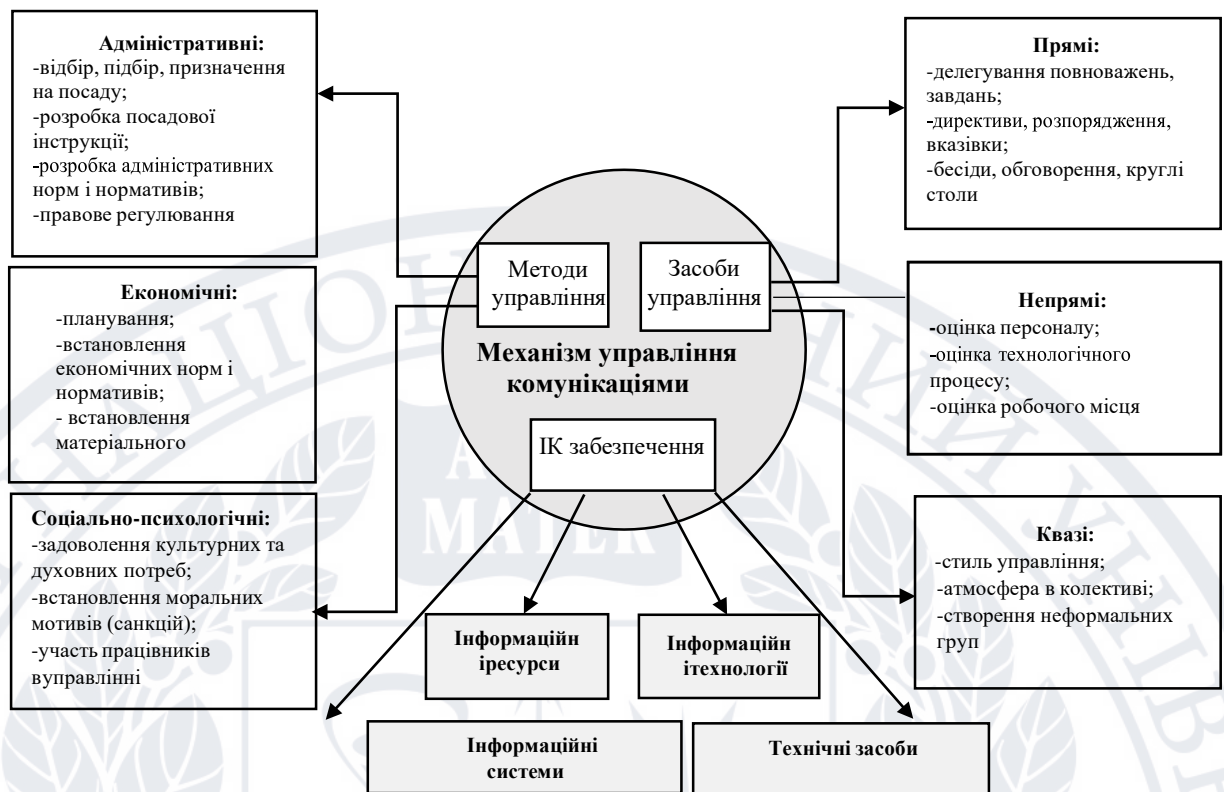 Адміністративні:
-відбір, підбір, призначення
на посаду;
-розробка посадової
інструкції;
-розробка адміністративних
норм і нормативів;
-правове регулювання
Економічні:
-планування;
-встановлення
економічних норм і
нормативів;
- встановлення
матеріального
Соціально-психологічні:
-задоволення культурних та
духовних потреб;
-встановлення моральних
мотивів (санкцій);
-участь працівників
вуправлінні
Методи
управління
Засоби
управління
Механізм управління
комунікаціями
ІК забезпечення
Інформаційн
іресурси
Інформаційн
ітехнології
Інформаційні
системи
Технічні засоби
Прямі:
-делегування повноважень,
завдань;
-директиви, розпорядження,
вказівки;
-бесіди, обговорення, круглі
столи
Непрямі:
-оцінка персоналу;
-оцінка технологічного
процесу;
-оцінка робочого місця
Квазі:
-стиль управління;
-атмосфера в колективі;
-створення неформальних
груп